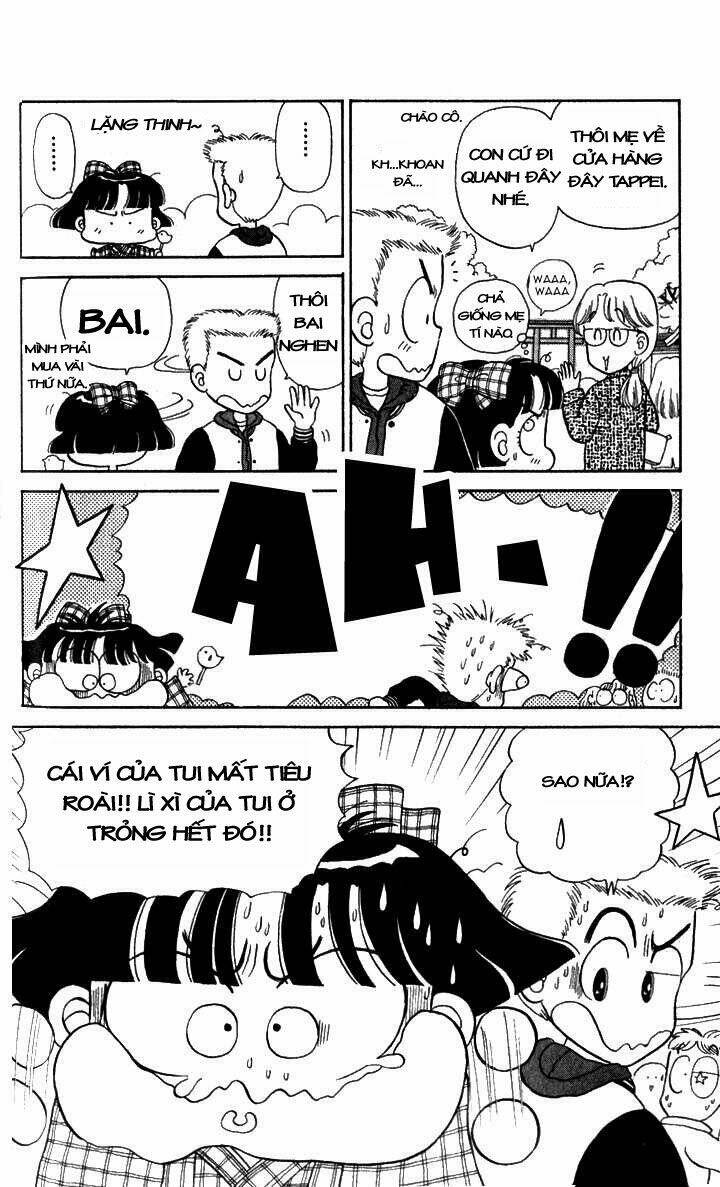 THÔI MẸ VỀ
CỬA HÀNG
ĐÂY TAPPEI.
CON CỨ ĐI
QUANH ĐÂY
NHÉ.
CHÀO CÔ.
KH...KHOAN
ĐÃ...
WAAA,
WAAA
CHẢ
GIỐNG MẸ
TÍ NÀO.
......
LẶNG THINH~
......
THÔI
BAI
NGHEN
BAI.
MÌNH PHẢI
MUA VÀI
THỨ NỮA.
AH-!!
CÁI VÍ CỦA TUI MẤT TIÊU
ROÀI!! LÌ XÌ CỦA TUI Ở
TRỎNG HẾT ĐÓ!!
SAO NỮA!?